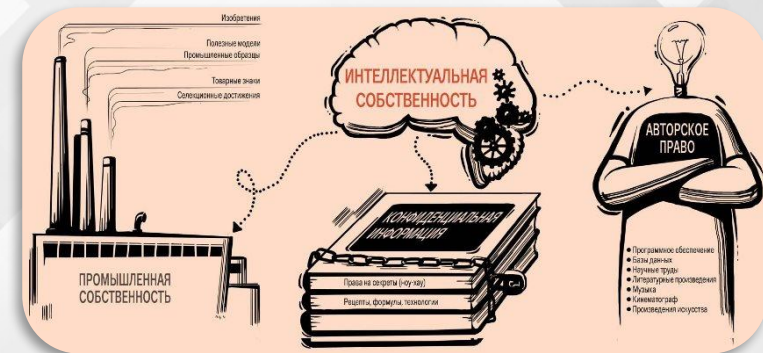 Изобретения
Полезные модели
Промышленные образцы
Товарные знаки
Селекционные достижения
ПРОМЫШЛЕННАЯ
СОБСТВЕННОСТЬ
ИНТЕЛЛЕКТУАЛЬНАЯ
СОБСТВЕННОСТЬ
КОНФИДЕНЦИАЛЬНАЯ
ИНФОРМАЦИЯ
Права на секреты (ноу-хау)
Рецепты, формулы, технологии
АВТОРСКОЕ
ПРАВО
● Программное обеспечение
● Базы данных
● Научные труды
● Литературные произведения
● Музыка
● Кинематограф
● Произведения искусства